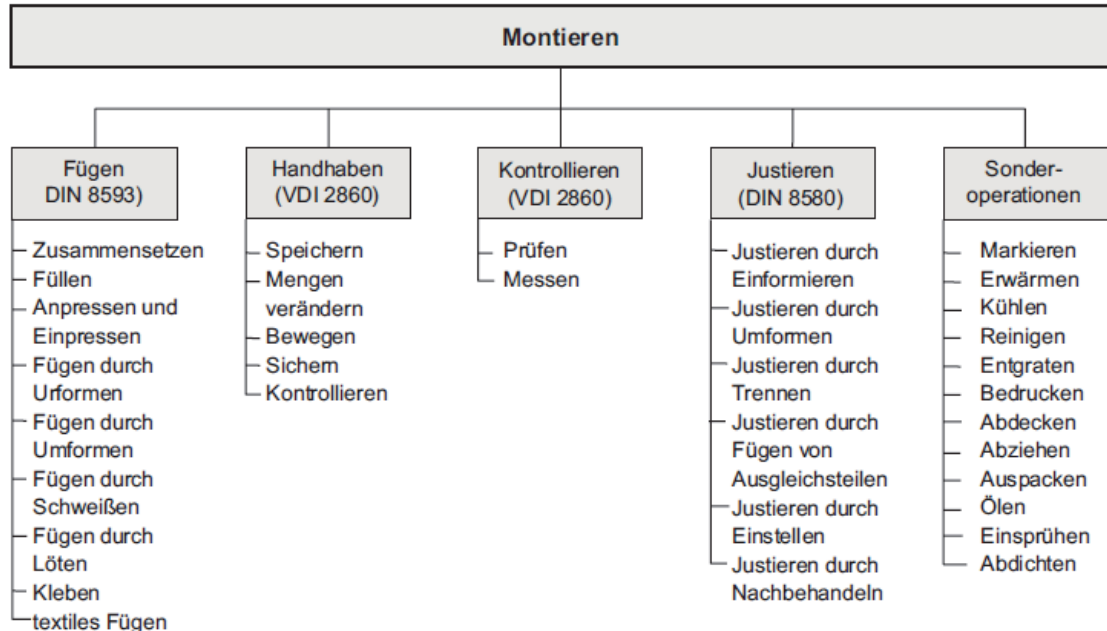 Montieren
Fügen
DIN 8593)
Zusammensetzen
Füllen
Anpressen und
Einpressen
Fügen durch
Urformen
Fügen durch
Umformen
Fügen durch
Schweißen
Fügen durch
Löten
Kleben
textiles Fügen
Handhaben
(VDI 2860)
Speichern
Mengen
verändern
Bewegen
Sichern
Kontrollieren
Kontrollieren
(VDI 2860)
Prüfen
Messen
Justieren
(DIN 8580)
Justieren durch
Einformieren
Justieren durch
Umformen
Justieren durch
Trennen
Justieren durch
Fügen von
Ausgleichsteilen
Justieren durch
Einstellen
Justieren durch
Nachbehandeln
Sonder-
operationen
Markieren
Erwärmen
Kühlen
Reinigen
Entgraten
Bedrucken
Abdecken
Abziehen
Auspacken
Ölen
Einsprühen
Abdichten